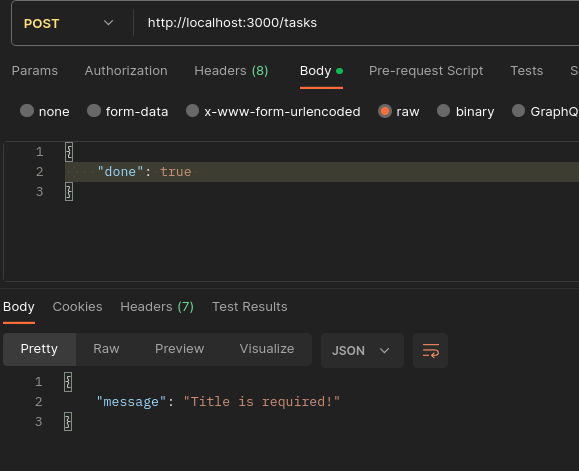 POST http://localhost:3000/tasks
Params Authorization Headers (8) Body Pre-request Script Tests S
none form-data x-www-form-urlencoded raw binary GraphQ
1 {
2 "done": true
3 }
Body Cookies Headers (7) Test Results
Pretty Raw Preview Visualize JSON
1 {
2 "message": "Title is required!"
3 }